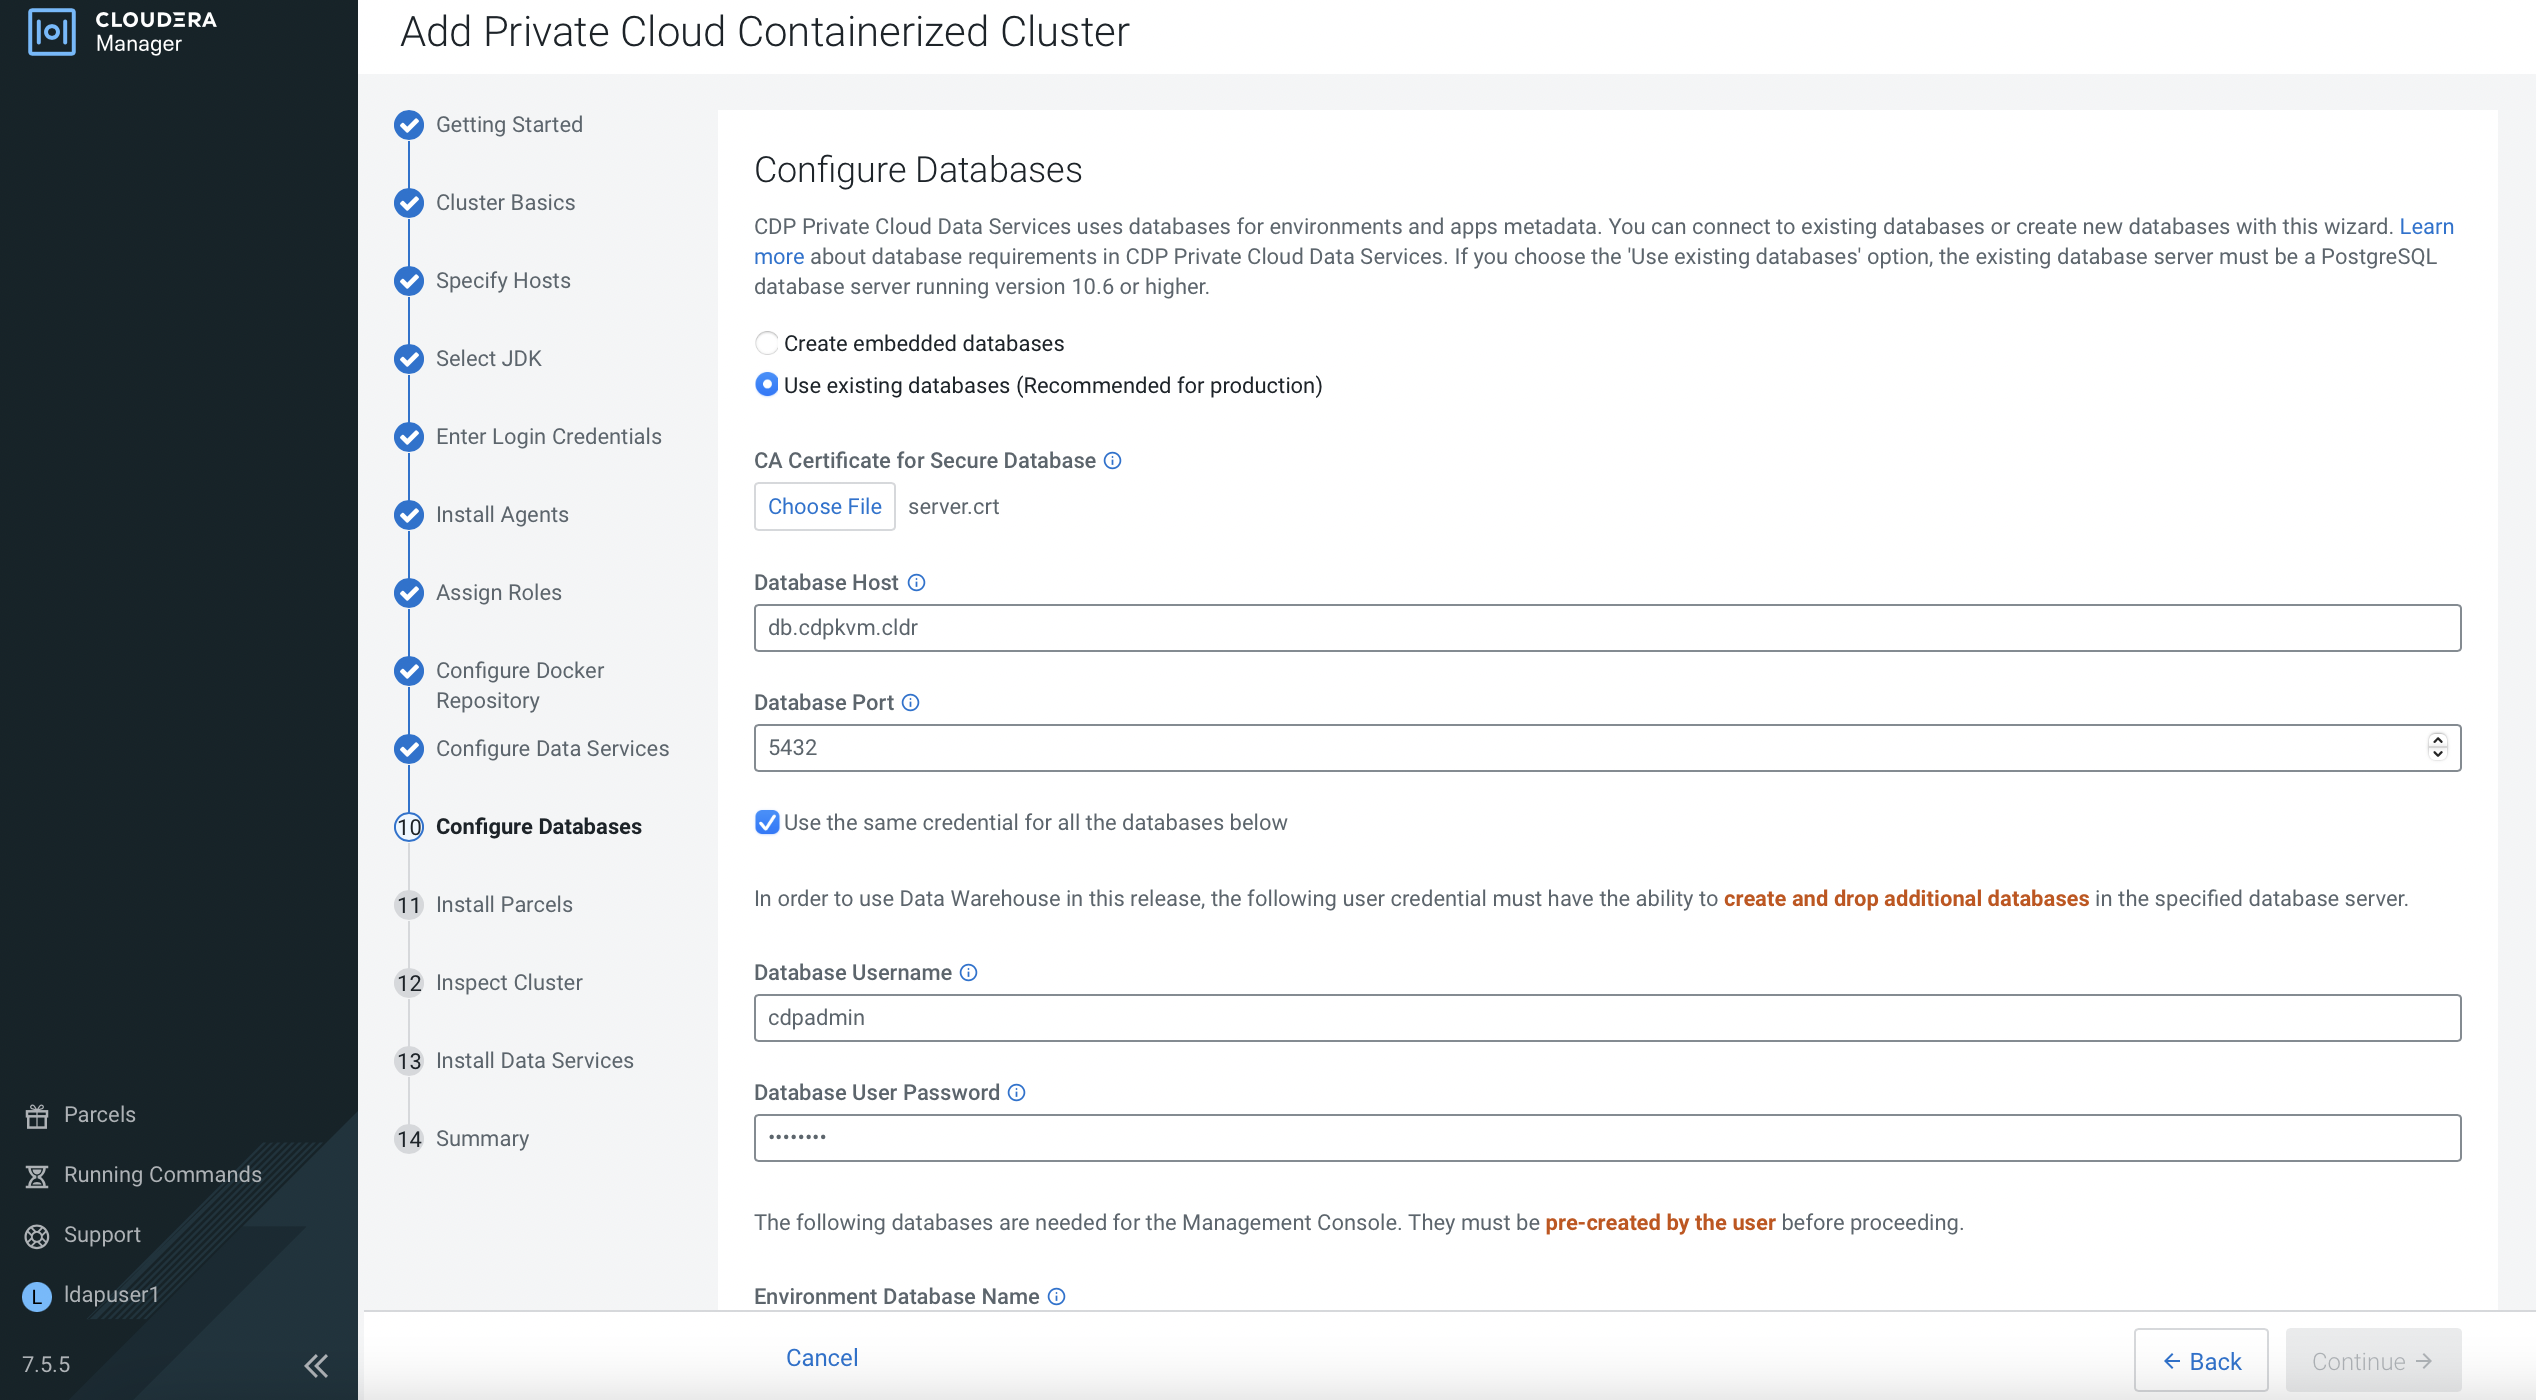 CLOUDERA
Manager
Add Private Cloud Containerized Cluster
Getting Started
Cluster Basics
Specify Hosts
Select JDK
Enter Login Credentials
Install Agents
Assign Roles
Configure Docker
Repository
Configure Data Services
10 Configure Databases
11 Install Parcels
12 Inspect Cluster
13 Install Data Services
14 Summary
Configure Databases
CDP Private Cloud Data Services uses databases for environments and apps metadata. You can connect to existing databases or create new databases with this wizard. Learn
more about database requirements in CDP Private Cloud Data Services. If you choose the 'Use existing databases' option, the existing database server must be a PostgreSQL
database server running version 10.6 or higher.
Create embedded databases
Use existing databases (Recommended for production)
CA Certificate for Secure Database
Choose File server.crt
Database Host
db.cdpkvm.cldr
Database Port
5432
Use the same credential for all the databases below
In order to use Data Warehouse in this release, the following user credential must have the ability to create and drop additional databases in the specified database server.
Database Username
cdpadmin
Database User Password
••••••••
The following databases are needed for the Management Console. They must be pre-created by the user before proceeding.
Environment Database Name
Parcels
Running Commands
Support
L ldapuser1
7.5.5
Cancel
← Back
Continue →